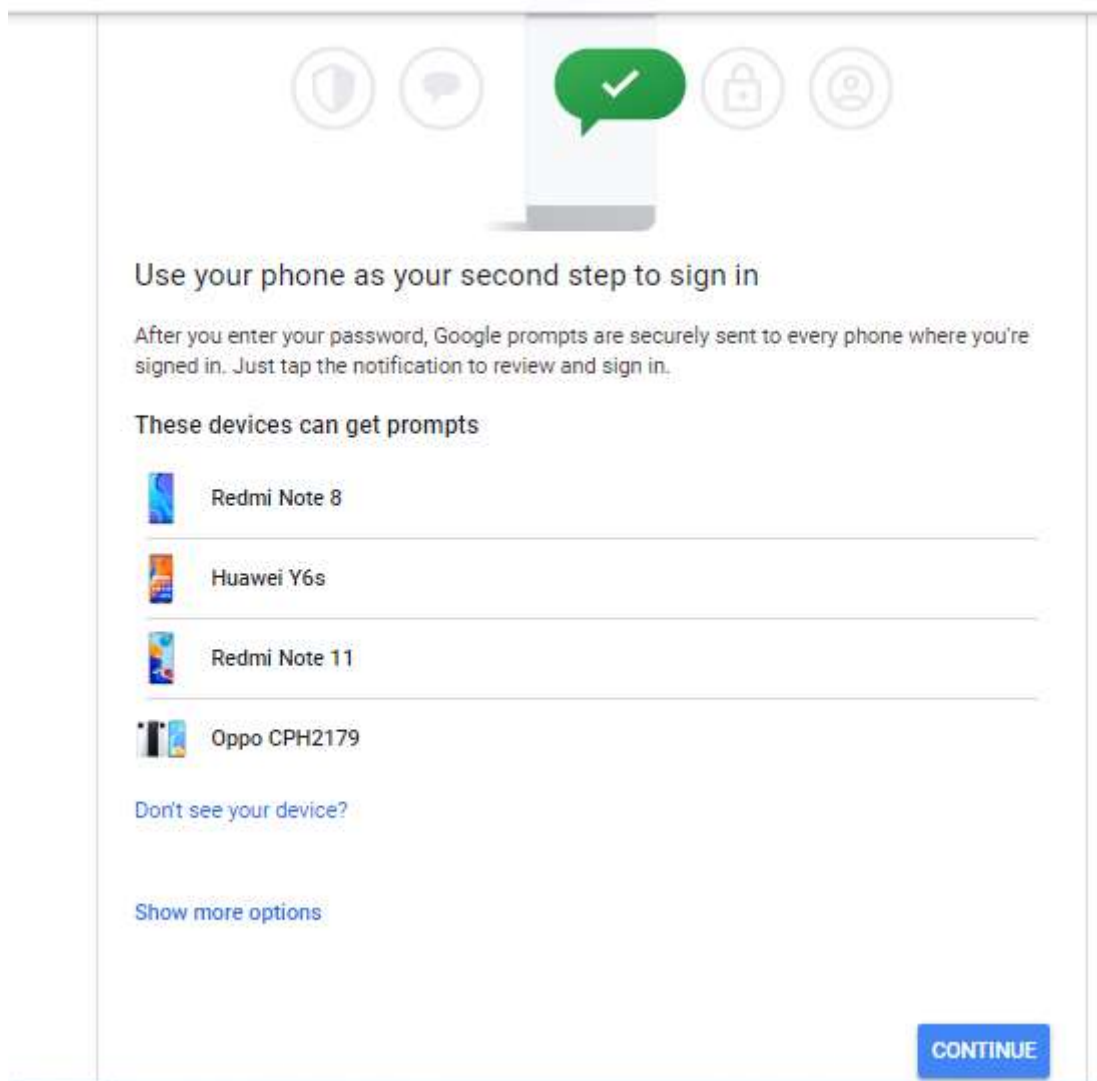 Use your phone as your second step to sign in
After you enter your password, Google prompts are securely sent to every phone where you're
signed in. Just tap the notification to review and sign in.
These devices can get prompts
Redmi Note 8
Huawei Y6s
Redmi Note 11
Oppo CPH2179
Don't see your device?
Show more options
CONTINUE